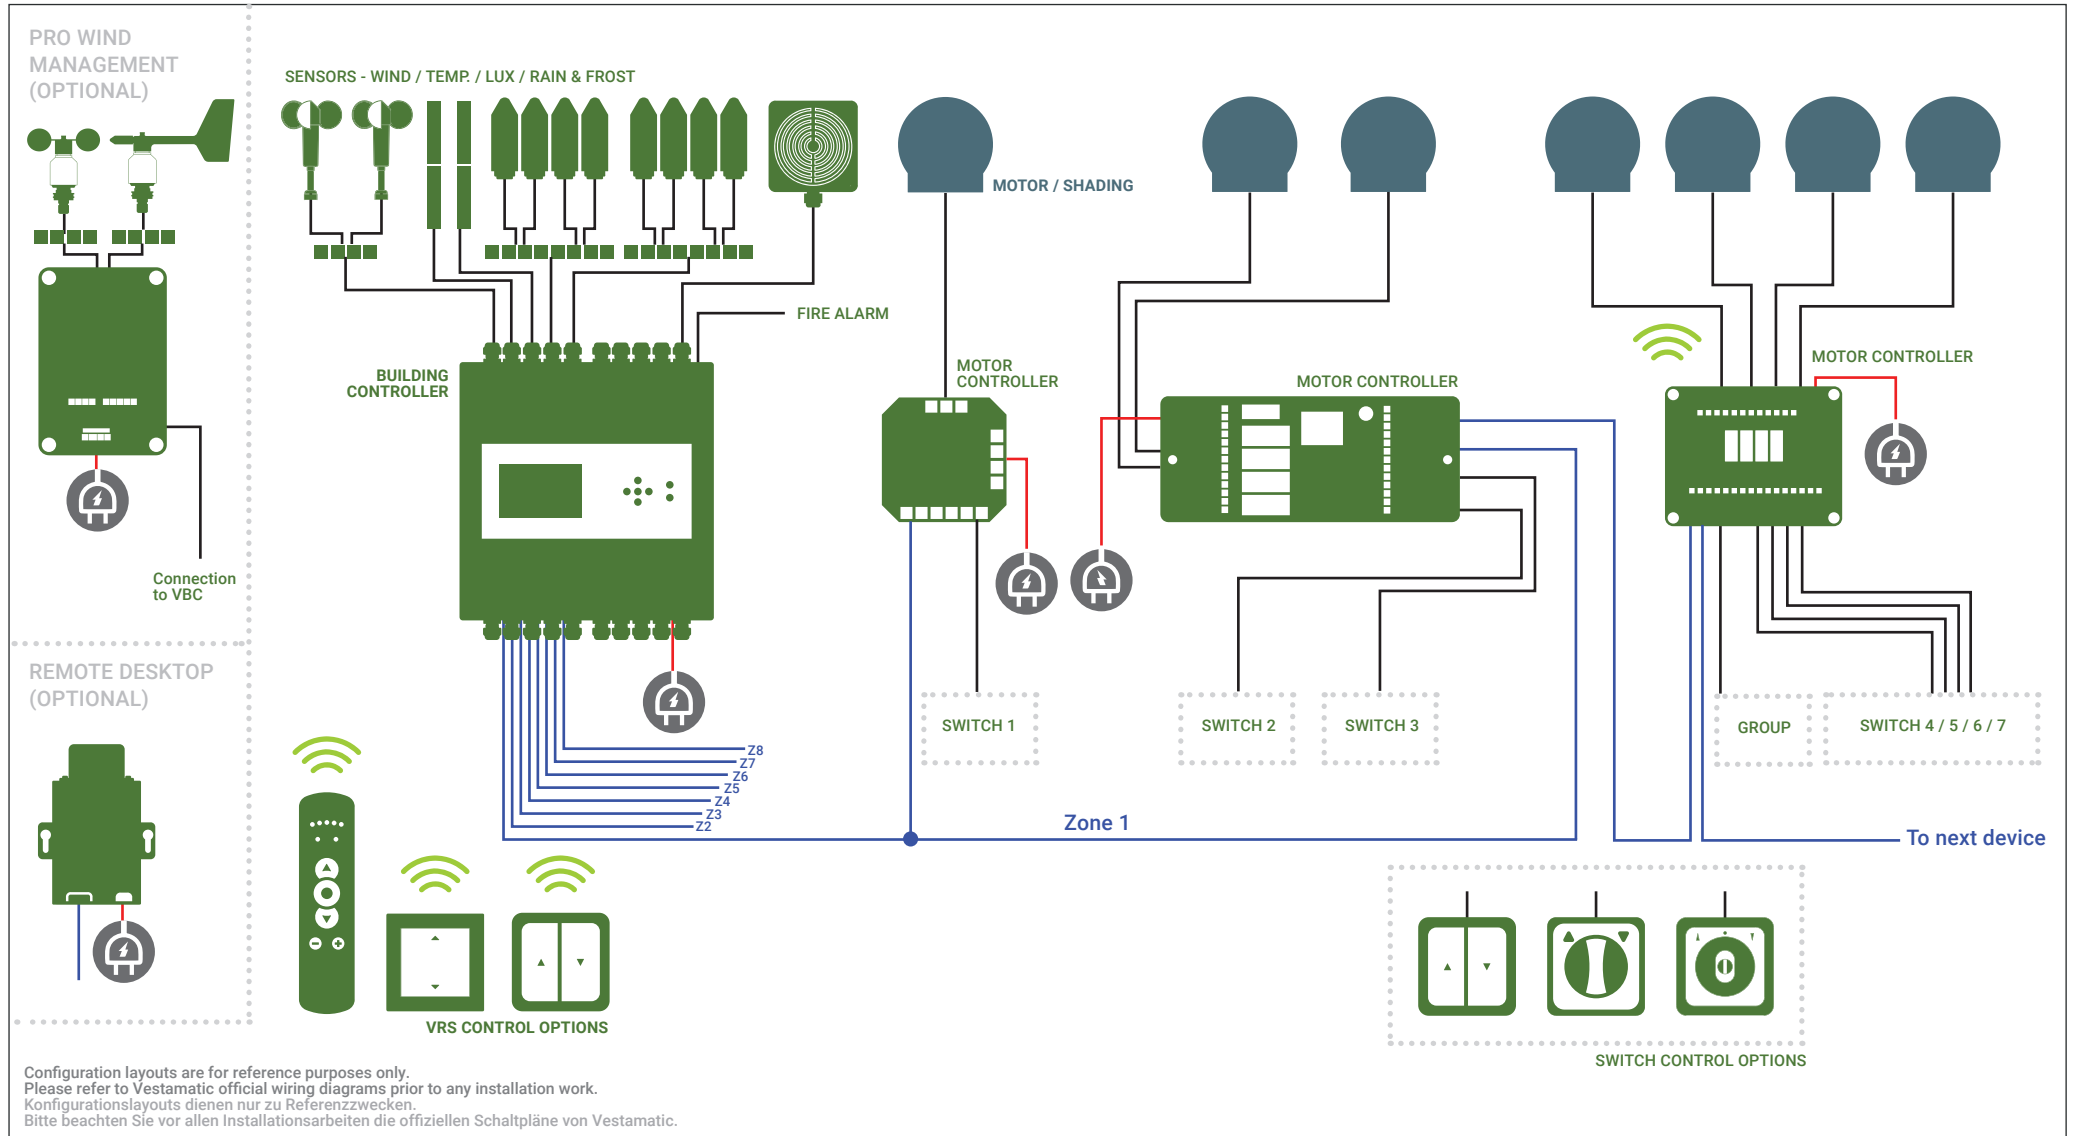 PRO WIND
MANAGEMENT
(OPTIONAL)
SENSORS - WIND / TEMP. / LUX / RAIN & FROST
MOTOR / SHADING
FIRE ALARM
BUILDING
CONTROLLER
MOTOR
CONTROLLER
MOTOR CONTROLLER
MOTOR CONTROLLER
Connection
to VBC
REMOTE DESKTOP
(OPTIONAL)
SWITCH 1
SWITCH 2
SWITCH 3
GROUP
SWITCH 4 / 5 / 6 / 7
Z8
Z7
Z6
Z5
Z4
Z3
Z2
Zone 1
To next device
VRS CONTROL OPTIONS
SWITCH CONTROL OPTIONS
Configuration layouts are for reference purposes only.
Please refer to Vestamatic official wiring diagrams prior to any installation work.
Konfigurationslayouts dienen nur zu Referenzzwecken.
Bitte beachten Sie vor allen Installationsarbeiten die offiziellen Schaltpläne von Vestamatic.